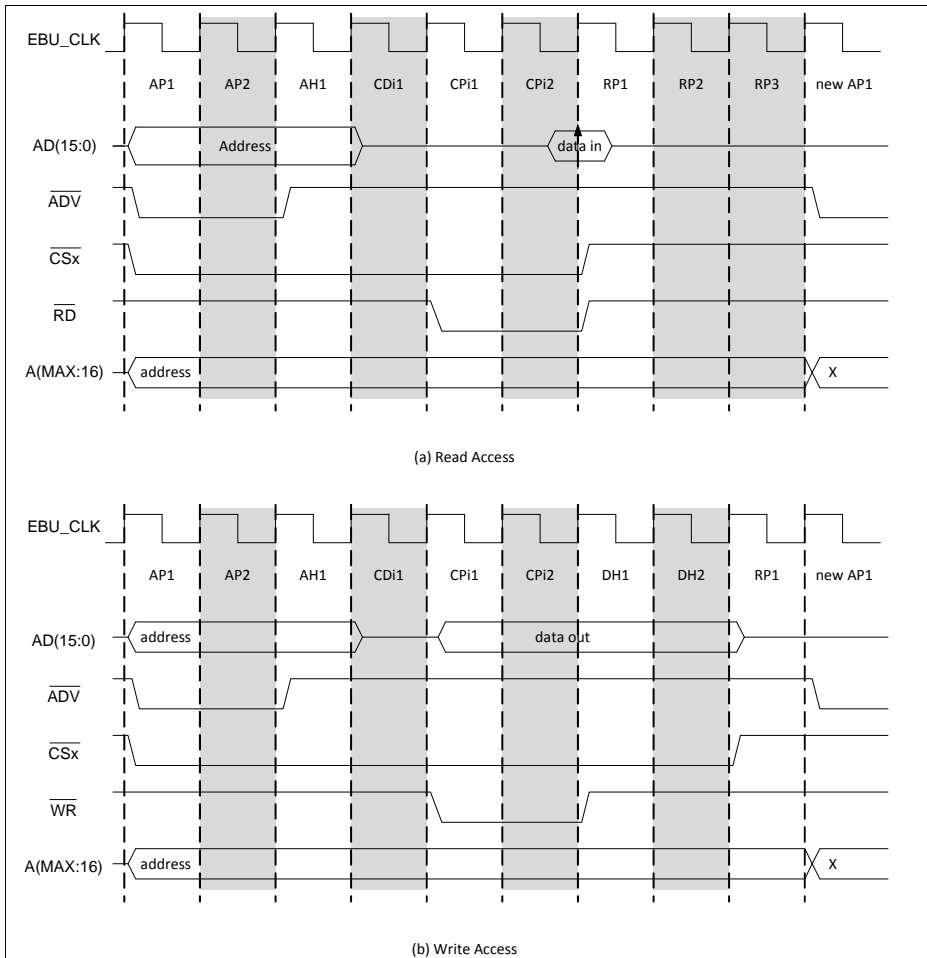 EBU_CLK
AP1 AP2 AH1 CDi1 CPi1 CPi2 RP1 RP2 RP3 new AP1
AD(15:0) Address data in
ADV
CSx
RD
A(MAX:16) address X
(a) Read Access
EBU_CLK
AP1 AP2 AH1 CDi1 CPi1 CPi2 DH1 DH2 RP1 new AP1
AD(15:0) address data out
ADV
CSx
WR
A(MAX:16) address X
(b) Write Access